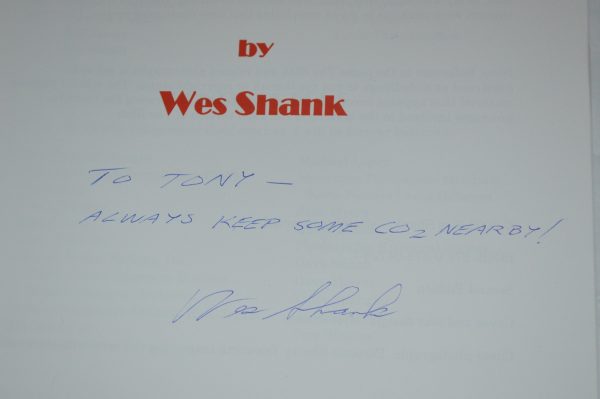 by
Wes Shank
TO TONY —
ALWAYS KEEP SOME CO₂ NEARBY!
Wes Shank